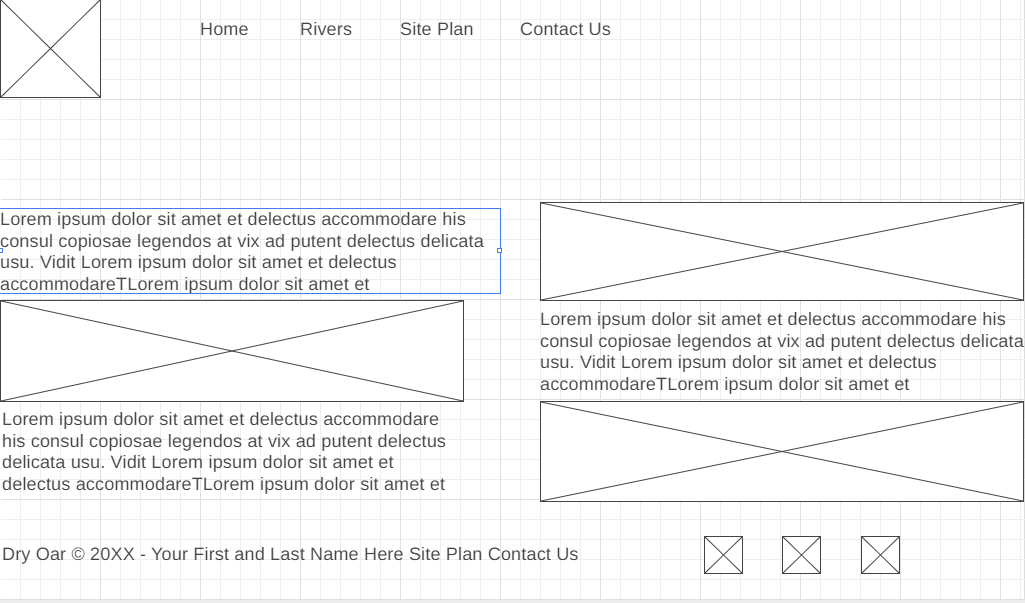 Home Rivers Site Plan Contact Us
Lorem ipsum dolor sit amet et delectus accommodare his
consul copiosae legendos at vix ad putent delectus delicata
usu. Vidit Lorem ipsum dolor sit amet et delectus
accommodareTLorem ipsum dolor sit amet et
Lorem ipsum dolor sit amet et delectus accommodare his
consul copiosae legendos at vix ad putent delectus delicata
usu. Vidit Lorem ipsum dolor sit amet et delectus
accommodareTLorem ipsum dolor sit amet et
Lorem ipsum dolor sit amet et delectus accommodare
his consul copiosae legendos at vix ad putent delectus
delicata usu. Vidit Lorem ipsum dolor sit amet et
delectus accommodareTLorem ipsum dolor sit amet et
Dry Oar © 20XX - Your First and Last Name Here Site Plan Contact Us